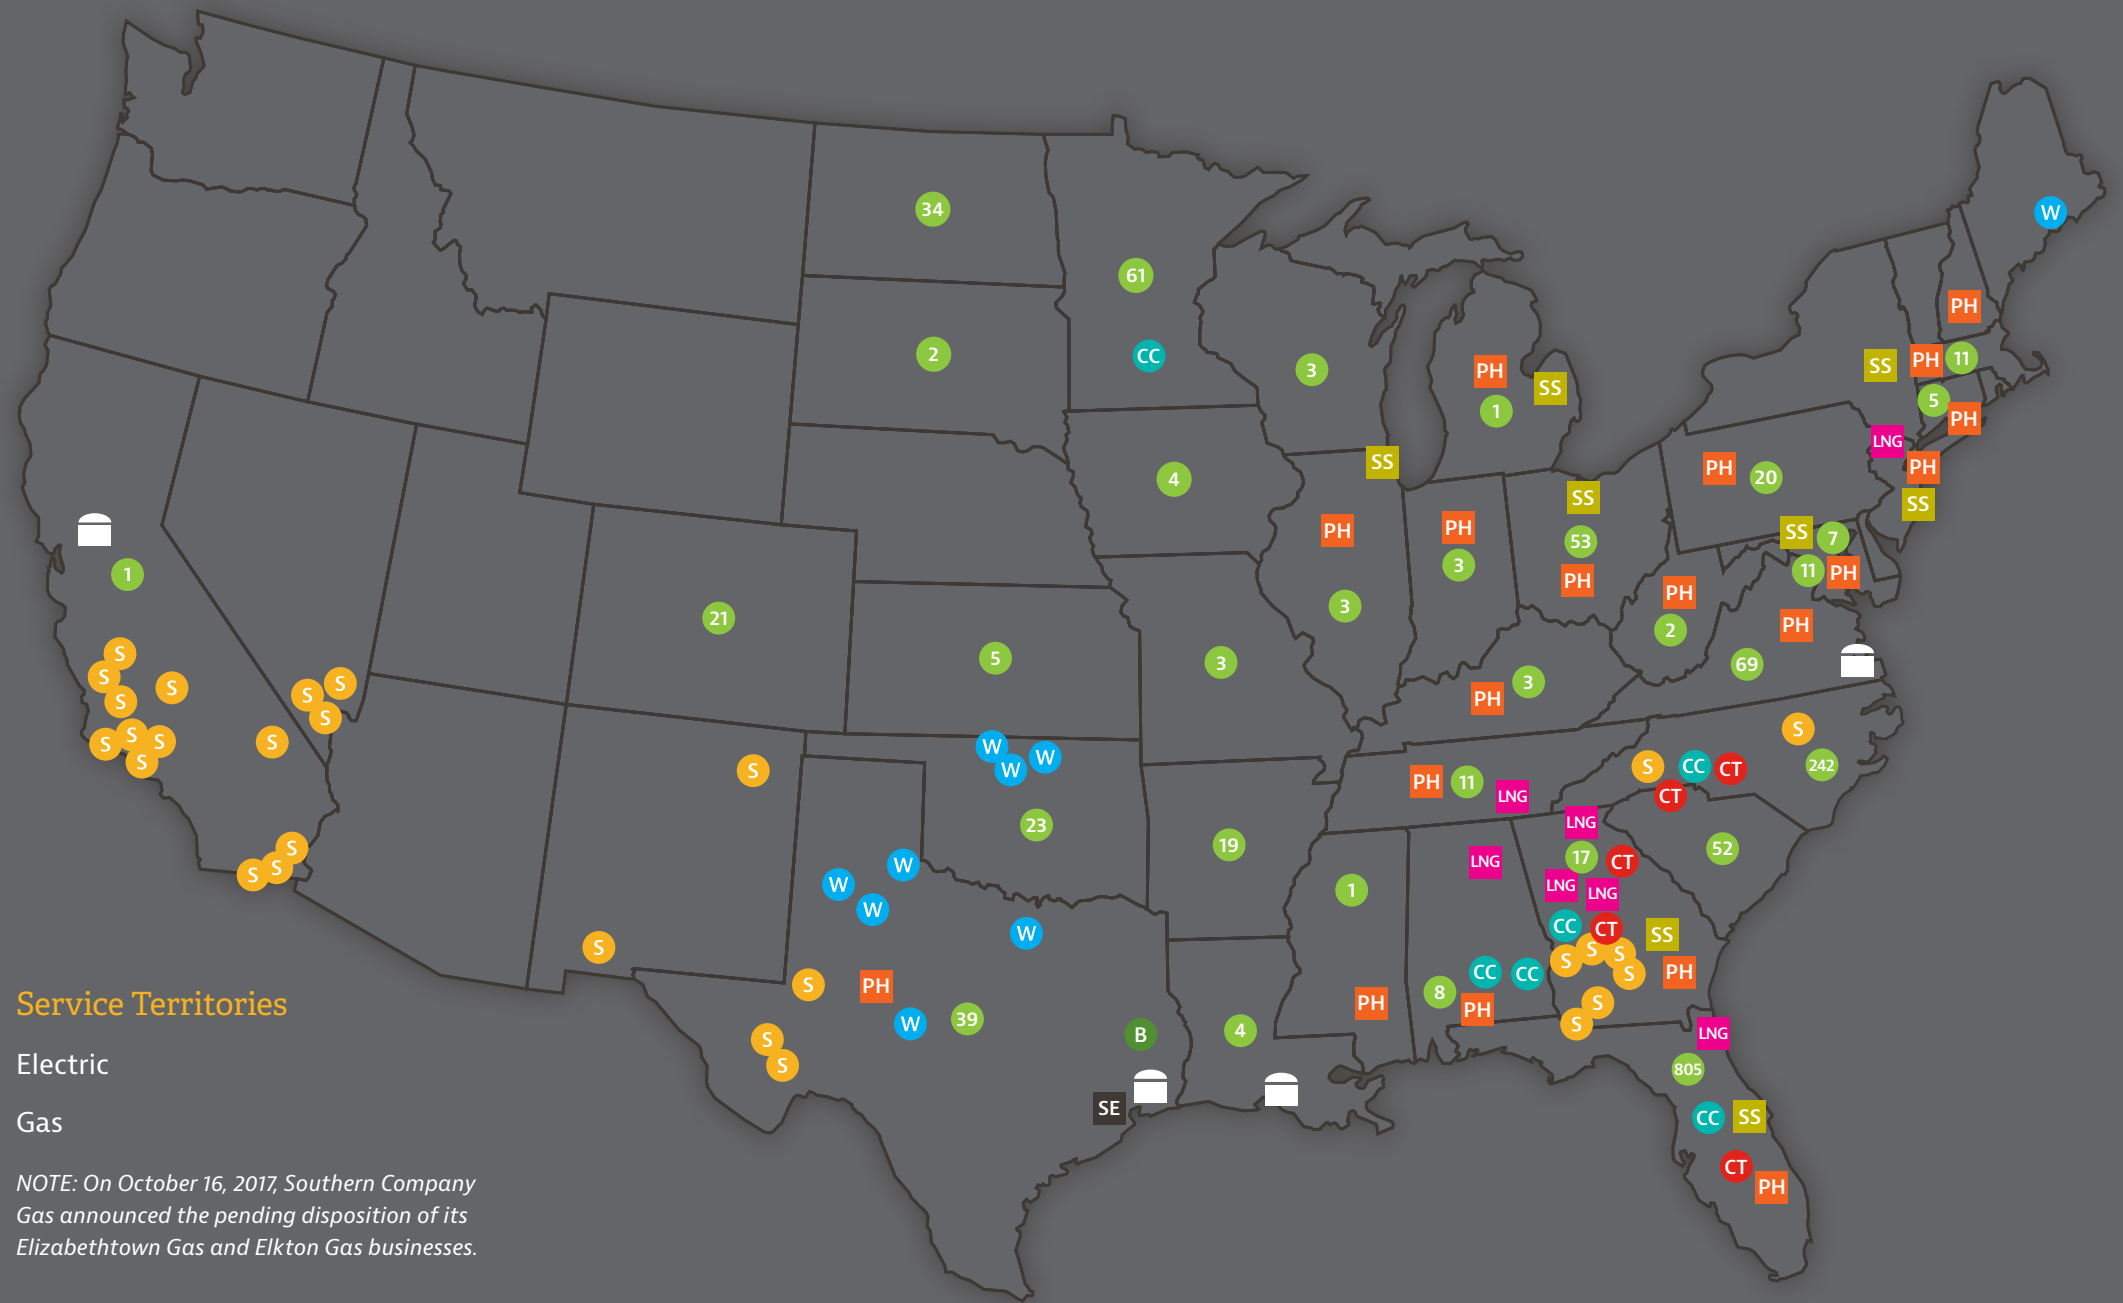 34
W
61
PH
2
CC
3
PH
SS
1
SS
PH
11
5
PH
LNG
SS
4
PH
20
PH
SS
SS
PH
PH
53
SS
7
1
3
PH
11
PH
21
3
PH
2
PH
5
3
PH
3
69
S
S
S
S
S
S
S
S
S
S
S
S
S
W
W
W
S
S
CC
CT
242
CT
PH
11
LNG
23
19
LNG
17
CT
52
S
S
S
W
W
W
W
1
LNG
LNG
LNG
CC
CT
SS
S
S
S
S
S
S
PH
W
39
B
4
PH
8
CC
CC
PH
PH
S
S
LNG
805
S
S
SE
CC
SS
CT
PH
Service Territories
Electric
Gas
NOTE: On October 16, 2017, Southern Company
Gas announced the pending disposition of its
Elizabethtown Gas and Elkton Gas businesses.